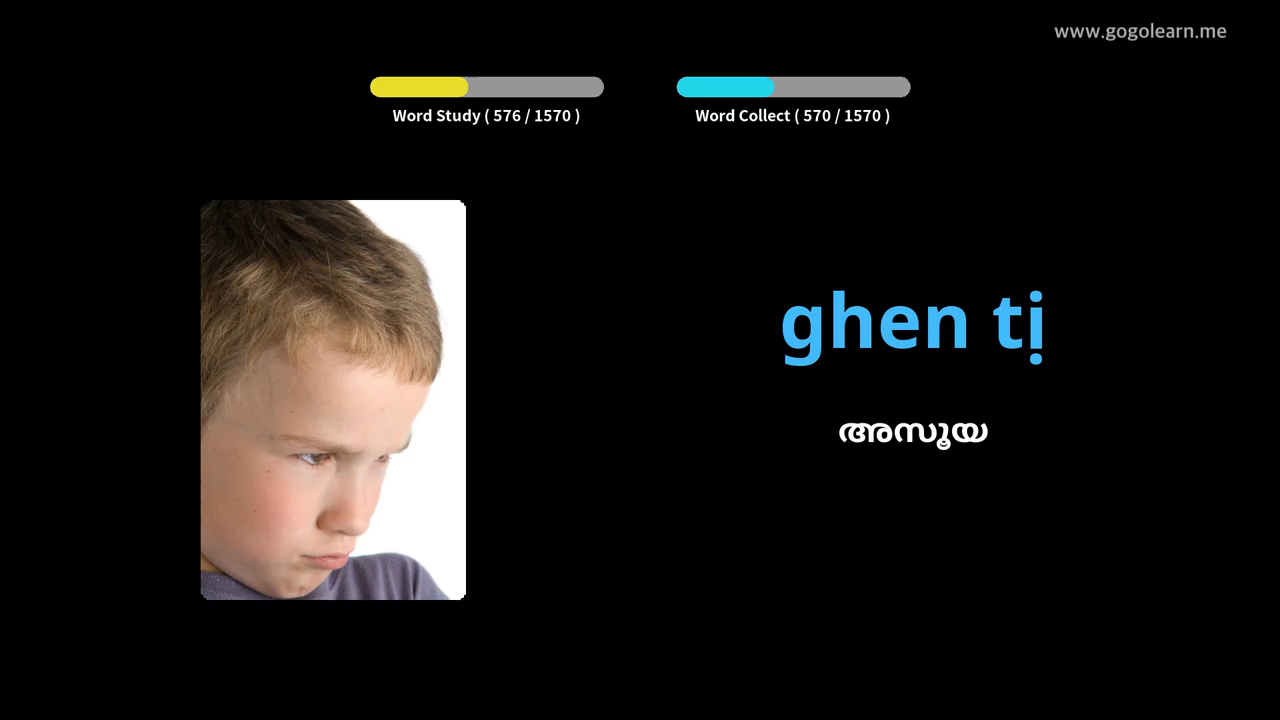 www.gogolearn.me
Word Study ( 576 / 1570 )
Word Collect ( 570 / 1570 )
ghen tị
അസൂയ